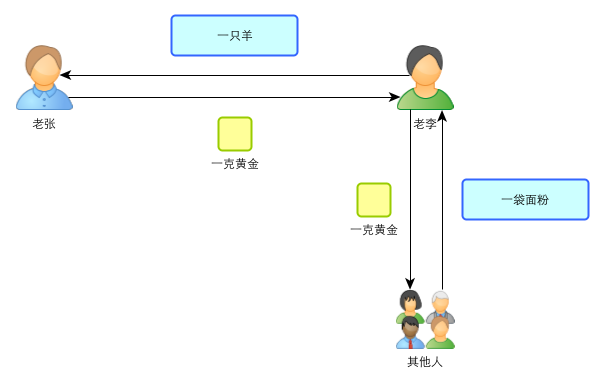 一只羊
老张
老李
一克黄金
一袋面粉
一克黄金
其他人